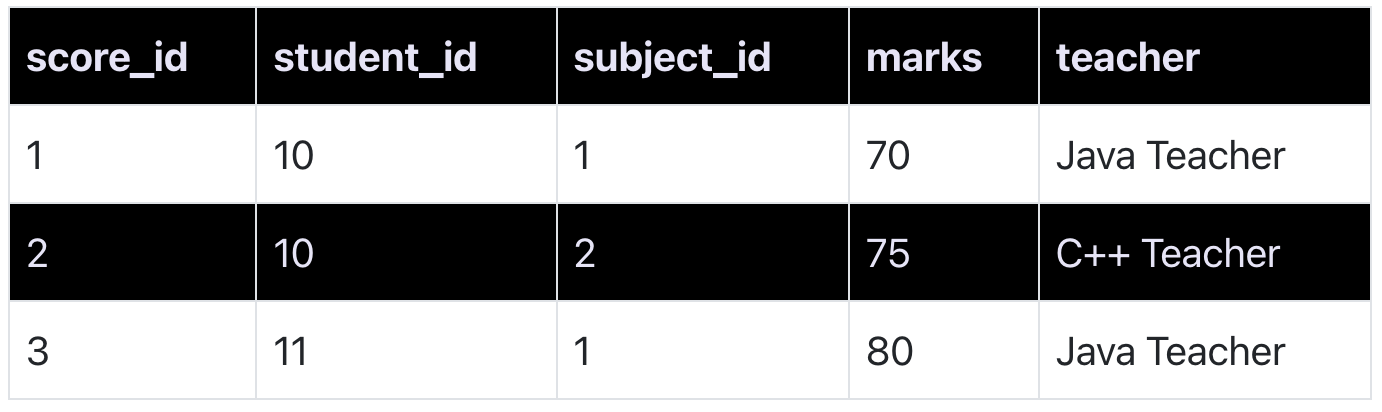 score_id student_id subject_id marks teacher
1 10 1 70 Java Teacher
2 10 2 75 C++ Teacher
3 11 1 80 Java Teacher